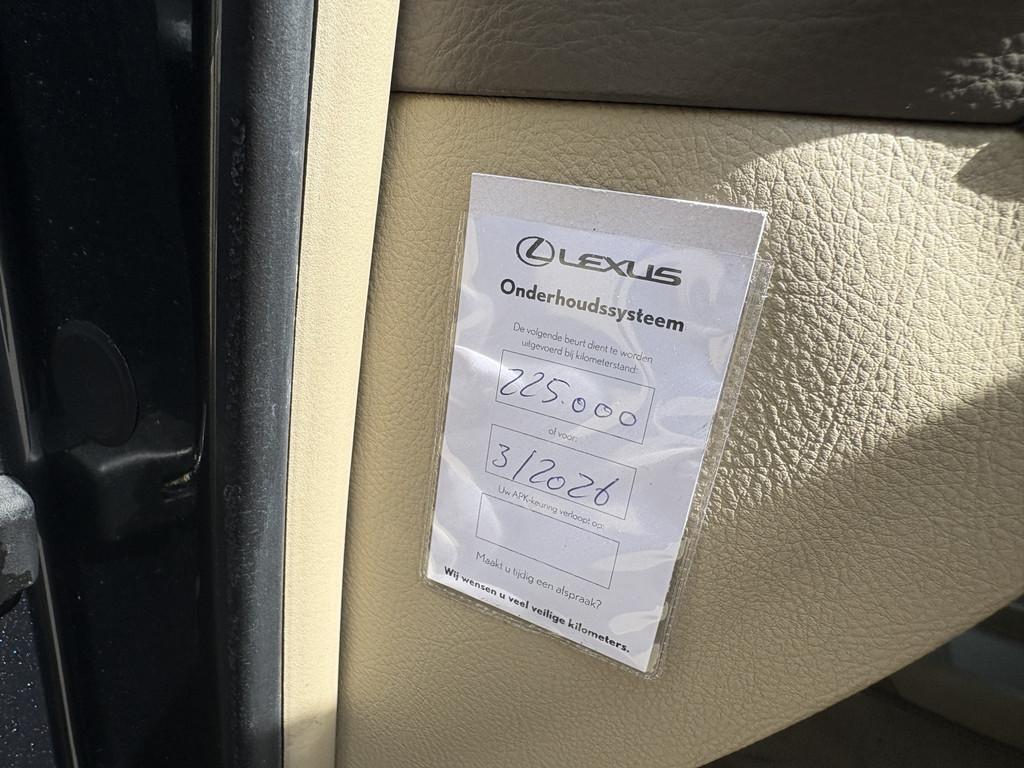 LEXUS
Onderhoudssysteem
De volgende beurt dient te worden
uitgevoerd bij kilometerstand:
225.000
of voor:
3/2026
Uw APK-keuring verloopt op:
Maakt u tijdig een afspraak?
Wij wensen u veel veilige kilometers.